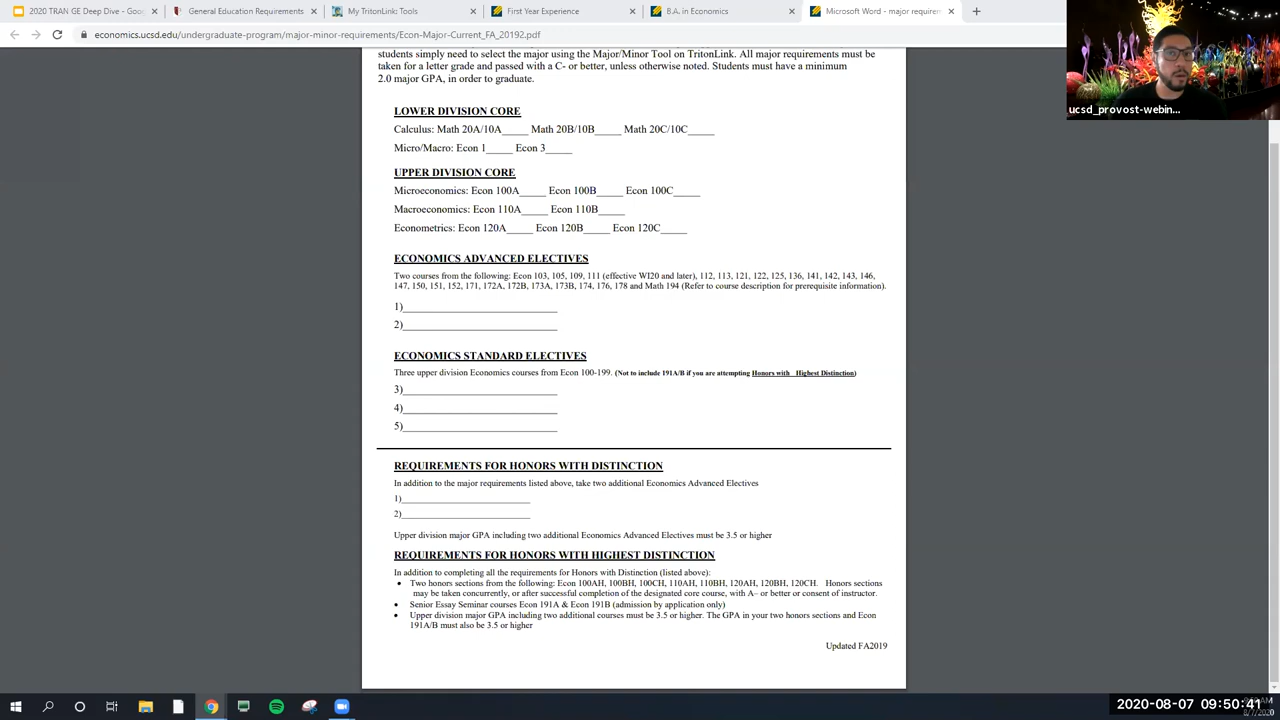 2020 TRAN GE Deep Dive - Goo
General Education Requirements
My TritonLink: Tools
First Year Experience
B.A. in Economics
Microsoft Word - major requirem
economics.ucsd.edu/undergraduate-program/major-minor-requirements/Econ-Major-Current_FA_20192.pdf
ucsd_provost-webin...
students simply need to select the major using the Major/Minor Tool on TritonLink. All major requirements must be
taken for a letter grade and passed with a C- or better, unless otherwise noted. Students must have a minimum
2.0 major GPA, in order to graduate.
LOWER DIVISION CORE
Calculus: Math 20A/10A_____ Math 20B/10B_____ Math 20C/10C_____
Micro/Macro: Econ 1_____ Econ 3_____
UPPER DIVISION CORE
Microeconomics: Econ 100A_____ Econ 100B_____ Econ 100C_____
Macroeconomics: Econ 110A_____ Econ 110B_____
Econometrics: Econ 120A_____ Econ 120B_____ Econ 120C_____
ECONOMICS ADVANCED ELECTIVES
Two courses from the following: Econ 103, 105, 109, 111 (effective WI20 and later), 112, 113, 121, 122, 125, 136, 141, 142, 143, 146,
147, 150, 151, 152, 171, 172A, 172B, 173A, 173B, 174, 176, 178 and Math 194 (Refer to course description for prerequisite information).
1)_____________________________
2)_____________________________
ECONOMICS STANDARD ELECTIVES
Three upper division Economics courses from Econ 100-199. (Not to include 191A/B if you are attempting Honors with Highest Distinction)
3)_____________________________
4)_____________________________
5)_____________________________
REQUIREMENTS FOR HONORS WITH DISTINCTION
In addition to the major requirements listed above, take two additional Economics Advanced Electives
1)_____________________________
2)_____________________________
Upper division major GPA including two additional Economics Advanced Electives must be 3.5 or higher
REQUIREMENTS FOR HONORS WITH HIGHEST DISTINCTION
In addition to completing all the requirements for Honors with Distinction (listed above):
• Two honors sections from the following: Econ 100AH, 100BH, 100CH, 110AH, 110BH, 120AH, 120BH, 120CH. Honors sections
may be taken concurrently, or after successful completion of the designated core course, with A– or better or consent of instructor.
• Senior Essay Seminar courses Econ 191A & Econ 191B (admission by application only)
• Upper division major GPA including two additional courses must be 3.5 or higher. The GPA in your two honors sections and Econ
191A/B must also be 3.5 or higher
Updated FA2019
2020-08-07 09:50:41